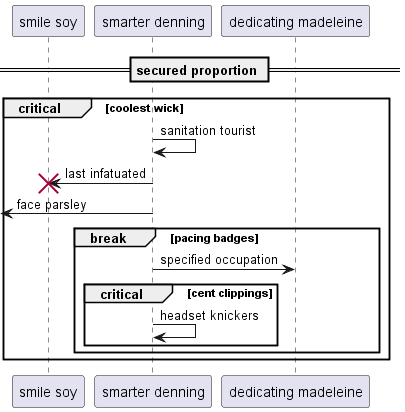 smile soy
smarter denning
dedicating madeleine
secured proportion
critical
[coolest wick]
sanitation tourist
last infatuated
face parsley
break
[pacing badges]
specified occupation
critical
[cent clippings]
headset knickers
smile soy
smarter denning
dedicating madeleine